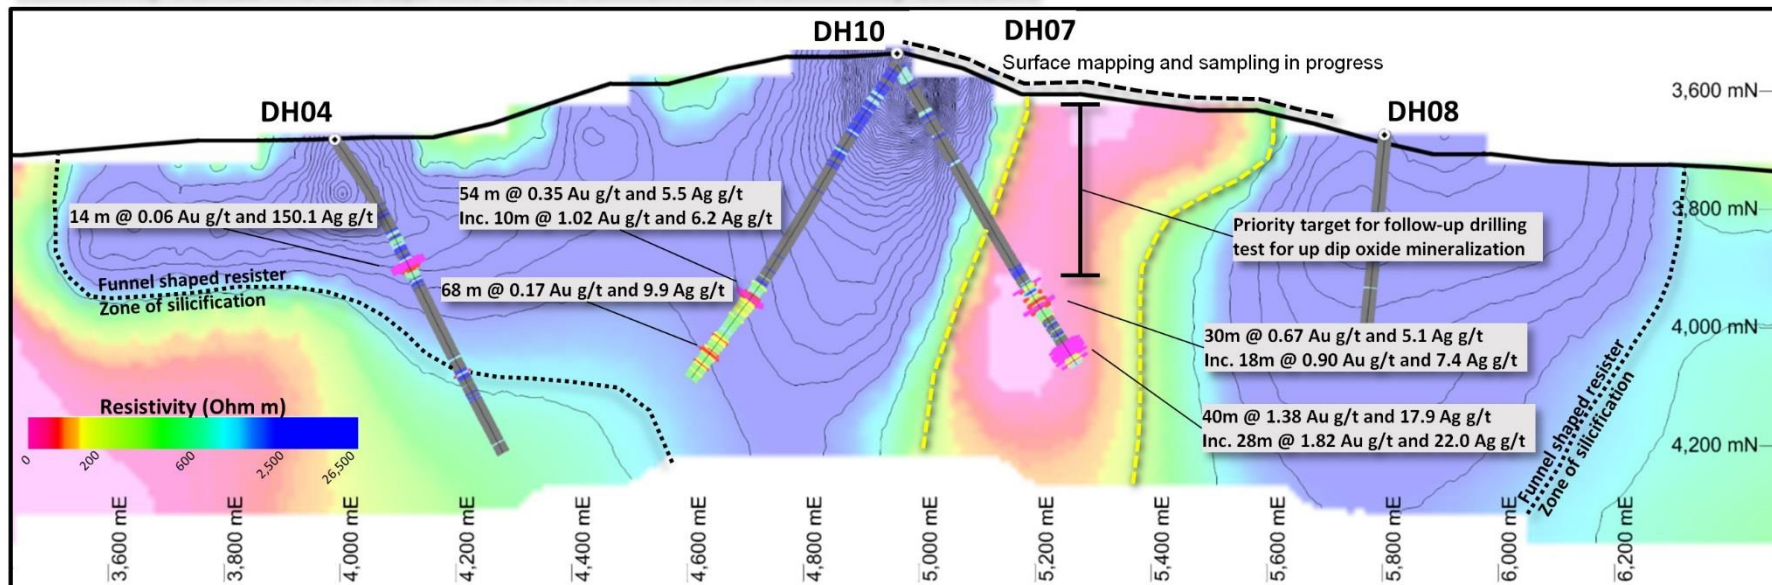 DH10
DH07
Surface mapping and sampling in progress
3,600 mN
DH04
DH08
54 m @ 0.35 Au g/t and 5.5 Ag g/t
Inc. 10m @ 1.02 Au g/t and 6.2 Ag g/t
14 m @ 0.06 Au g/t and 150.1 Ag g/t
3,800 mN
Priority target for follow-up drilling
test for up dip oxide mineralization
Funnel shaped resister
Zone of silicification
68 m @ 0.17 Au g/t and 9.9 Ag g/t
4,000 mN
30m @ 0.67 Au g/t and 5.1 Ag g/t
Inc. 18m @ 0.90 Au g/t and 7.4 Ag g/t
Resistivity (Ohm m)
0
200
600
2,500
26,500
40m @ 1.38 Au g/t and 17.9 Ag g/t
Inc. 28m @ 1.82 Au g/t and 22.0 Ag g/t
Funnel shaped resister
Zone of silicification
4,200 mN
3,600 mE
3,800 mE
4,000 mE
4,200 mE
4,400 mE
4,600 mE
4,800 mE
5,000 mE
5,200 mE
5,400 mE
5,600 mE
5,800 mE
6,000 mE
6,200 mE